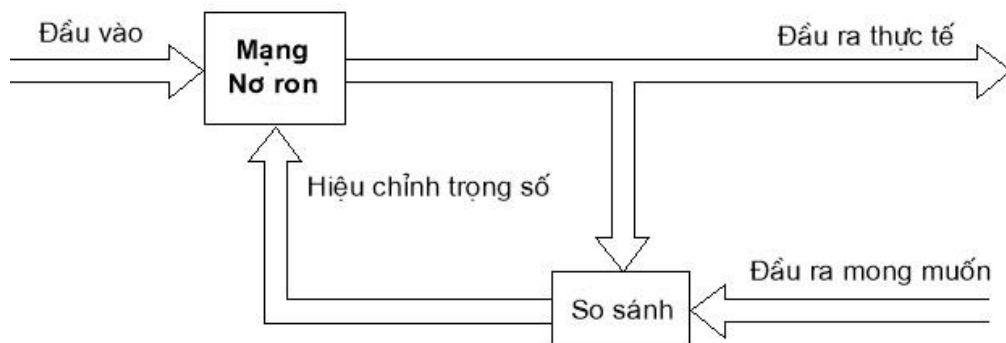 Đầu vào
Mạng
Nơ ron
Đầu ra thực tế
Hiệu chỉnh trọng số
Đầu ra mong muốn
So sánh